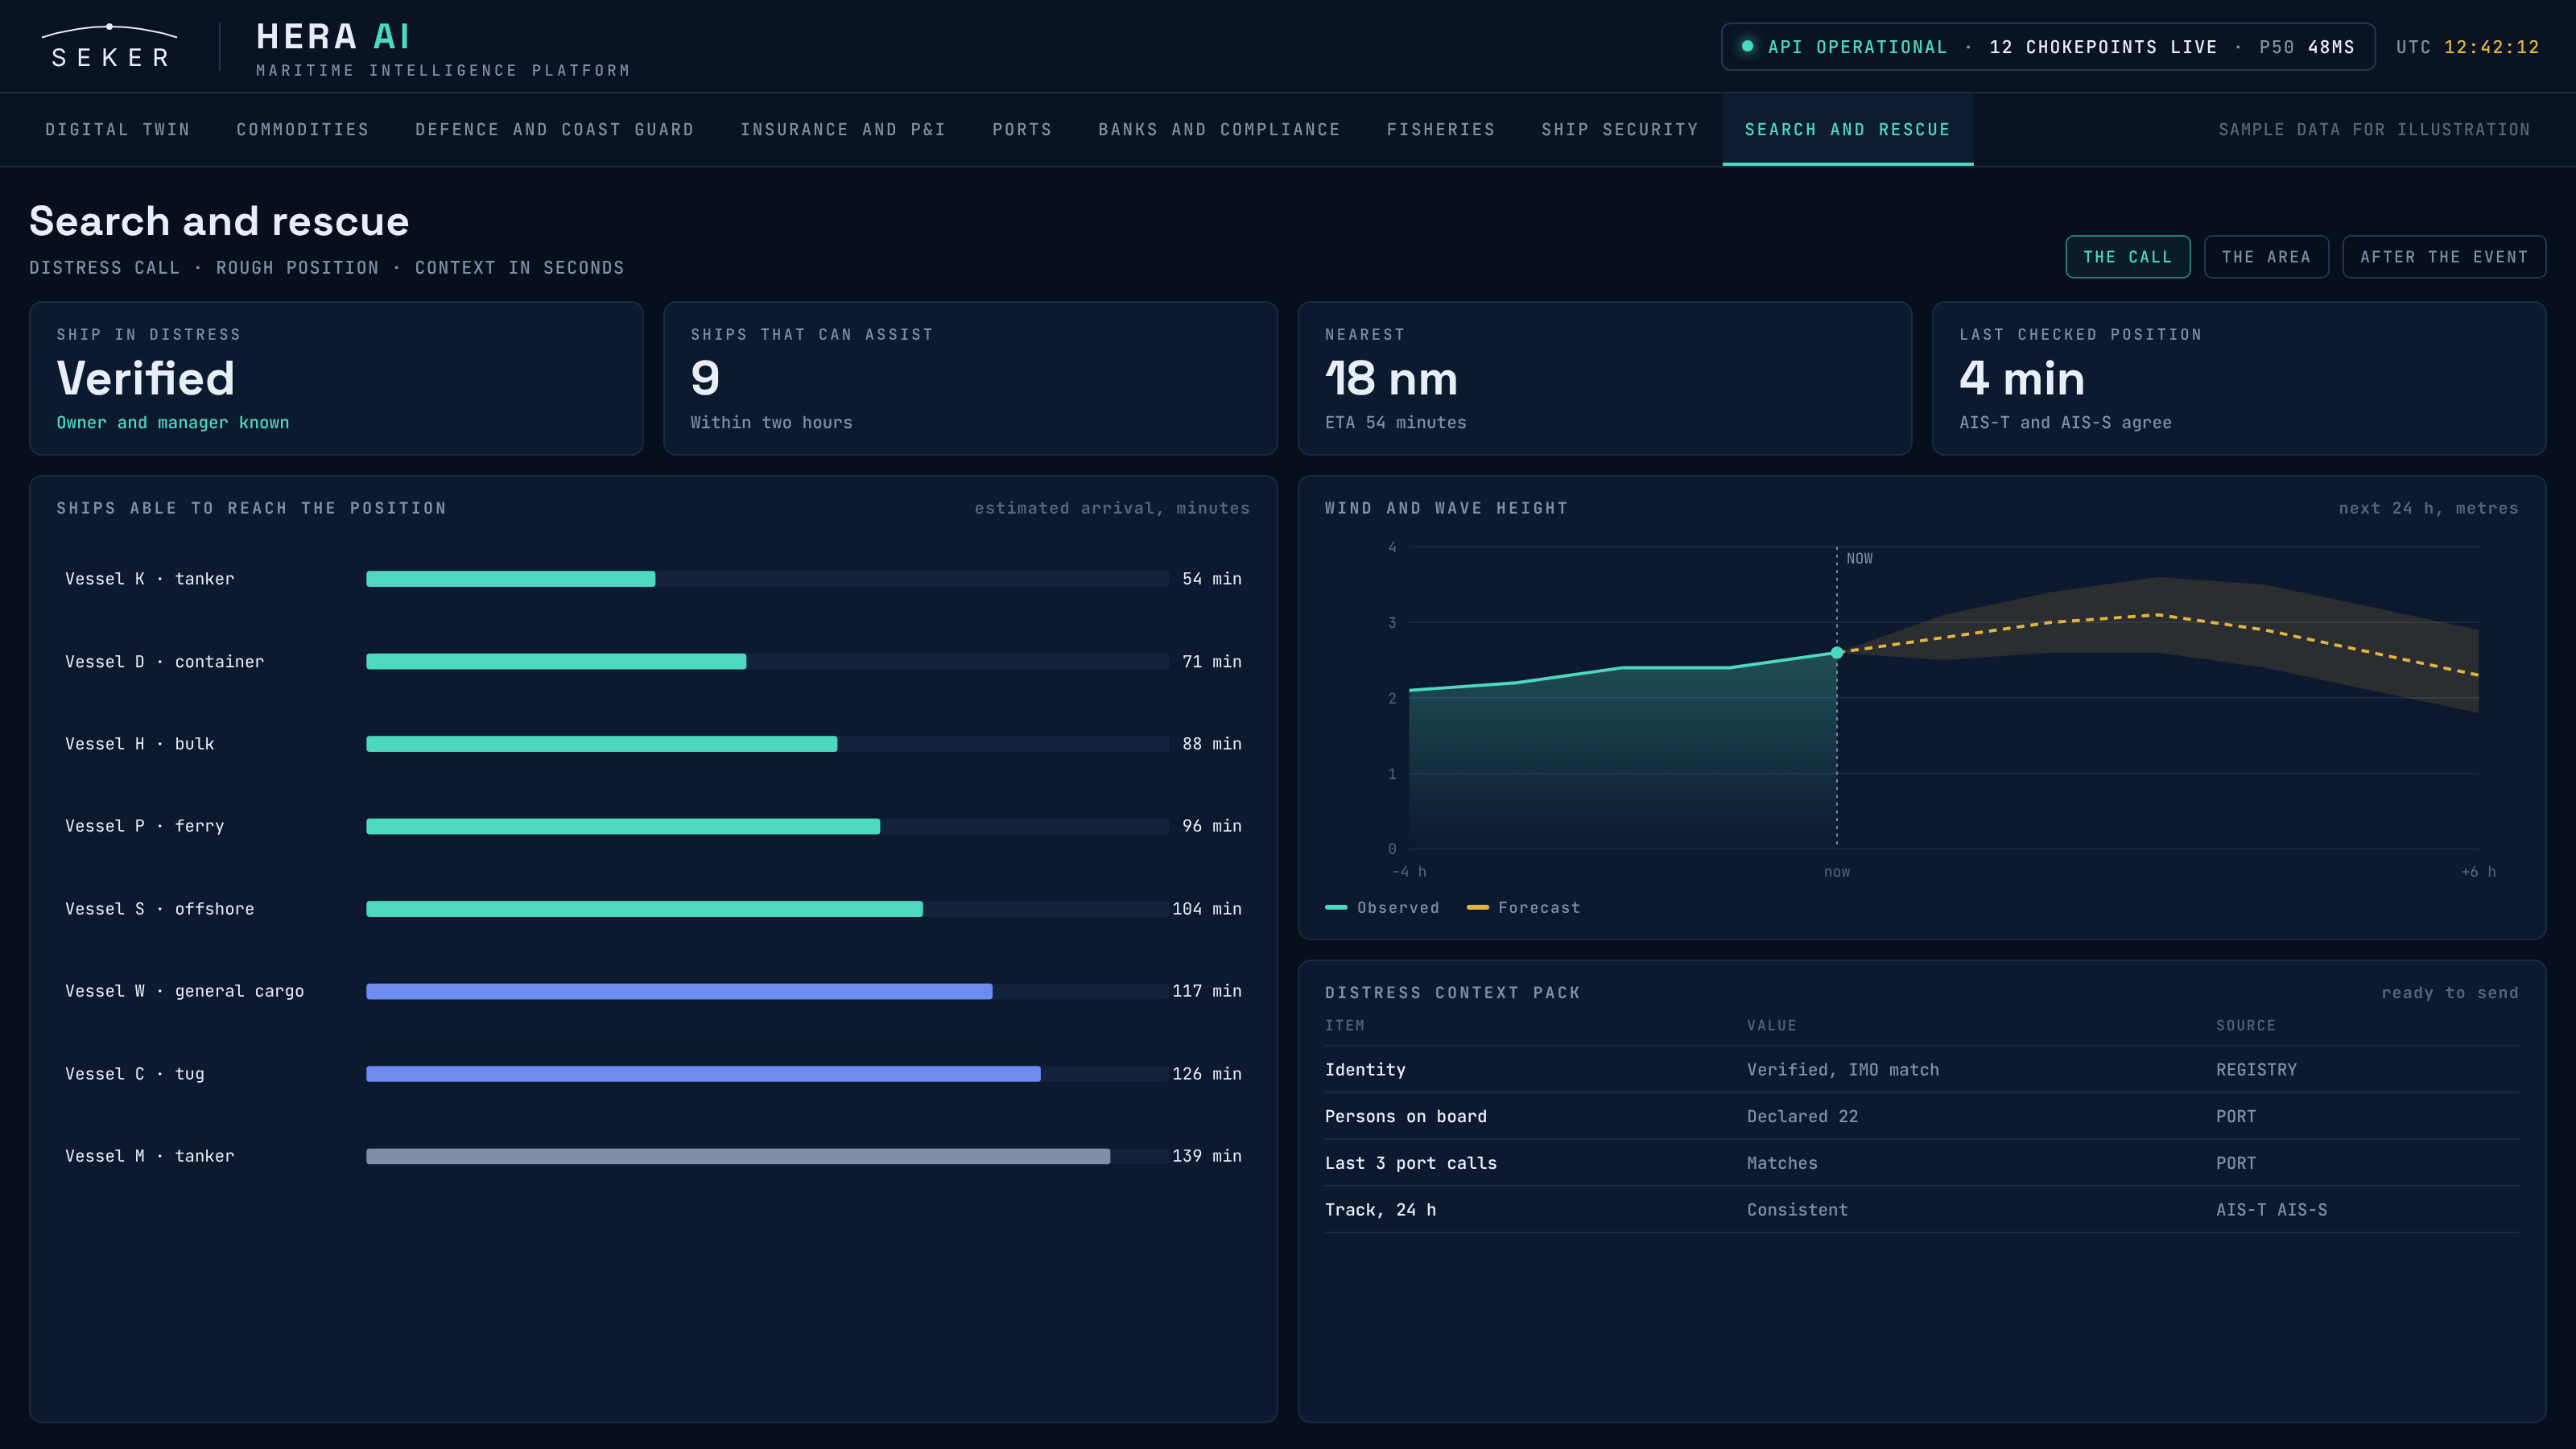 SEKER
HERA AI
MARITIME INTELLIGENCE PLATFORM
API OPERATIONAL · 12 CHOKEPOINTS LIVE · P50 48MS
UTC 12:42:12
DIGITAL TWIN
COMMODITIES
DEFENCE AND COAST GUARD
INSURANCE AND P&I
PORTS
BANKS AND COMPLIANCE
FISHERIES
SHIP SECURITY
SEARCH AND RESCUE
SAMPLE DATA FOR ILLUSTRATION
Search and rescue
DISTRESS CALL · ROUGH POSITION · CONTEXT IN SECONDS
THE CALL
THE AREA
AFTER THE EVENT
SHIP IN DISTRESS
Verified
Owner and manager known
SHIPS THAT CAN ASSIST
9
Within two hours
NEAREST
18 nm
ETA 54 minutes
LAST CHECKED POSITION
4 min
AIS-T and AIS-S agree
SHIPS ABLE TO REACH THE POSITION
estimated arrival, minutes
Vessel K · tanker 54 min
Vessel D · container 71 min
Vessel H · bulk 88 min
Vessel P · ferry 96 min
Vessel S · offshore 104 min
Vessel W · general cargo 117 min
Vessel C · tug 126 min
Vessel M · tanker 139 min
WIND AND WAVE HEIGHT
next 24 h, metres
4
NOW
3
2
1
0
-4 h now +6 h
Observed Forecast
DISTRESS CONTEXT PACK
ready to send
ITEM VALUE SOURCE
Identity Verified, IMO match REGISTRY
Persons on board Declared 22 PORT
Last 3 port calls Matches PORT
Track, 24 h Consistent AIS-T AIS-S